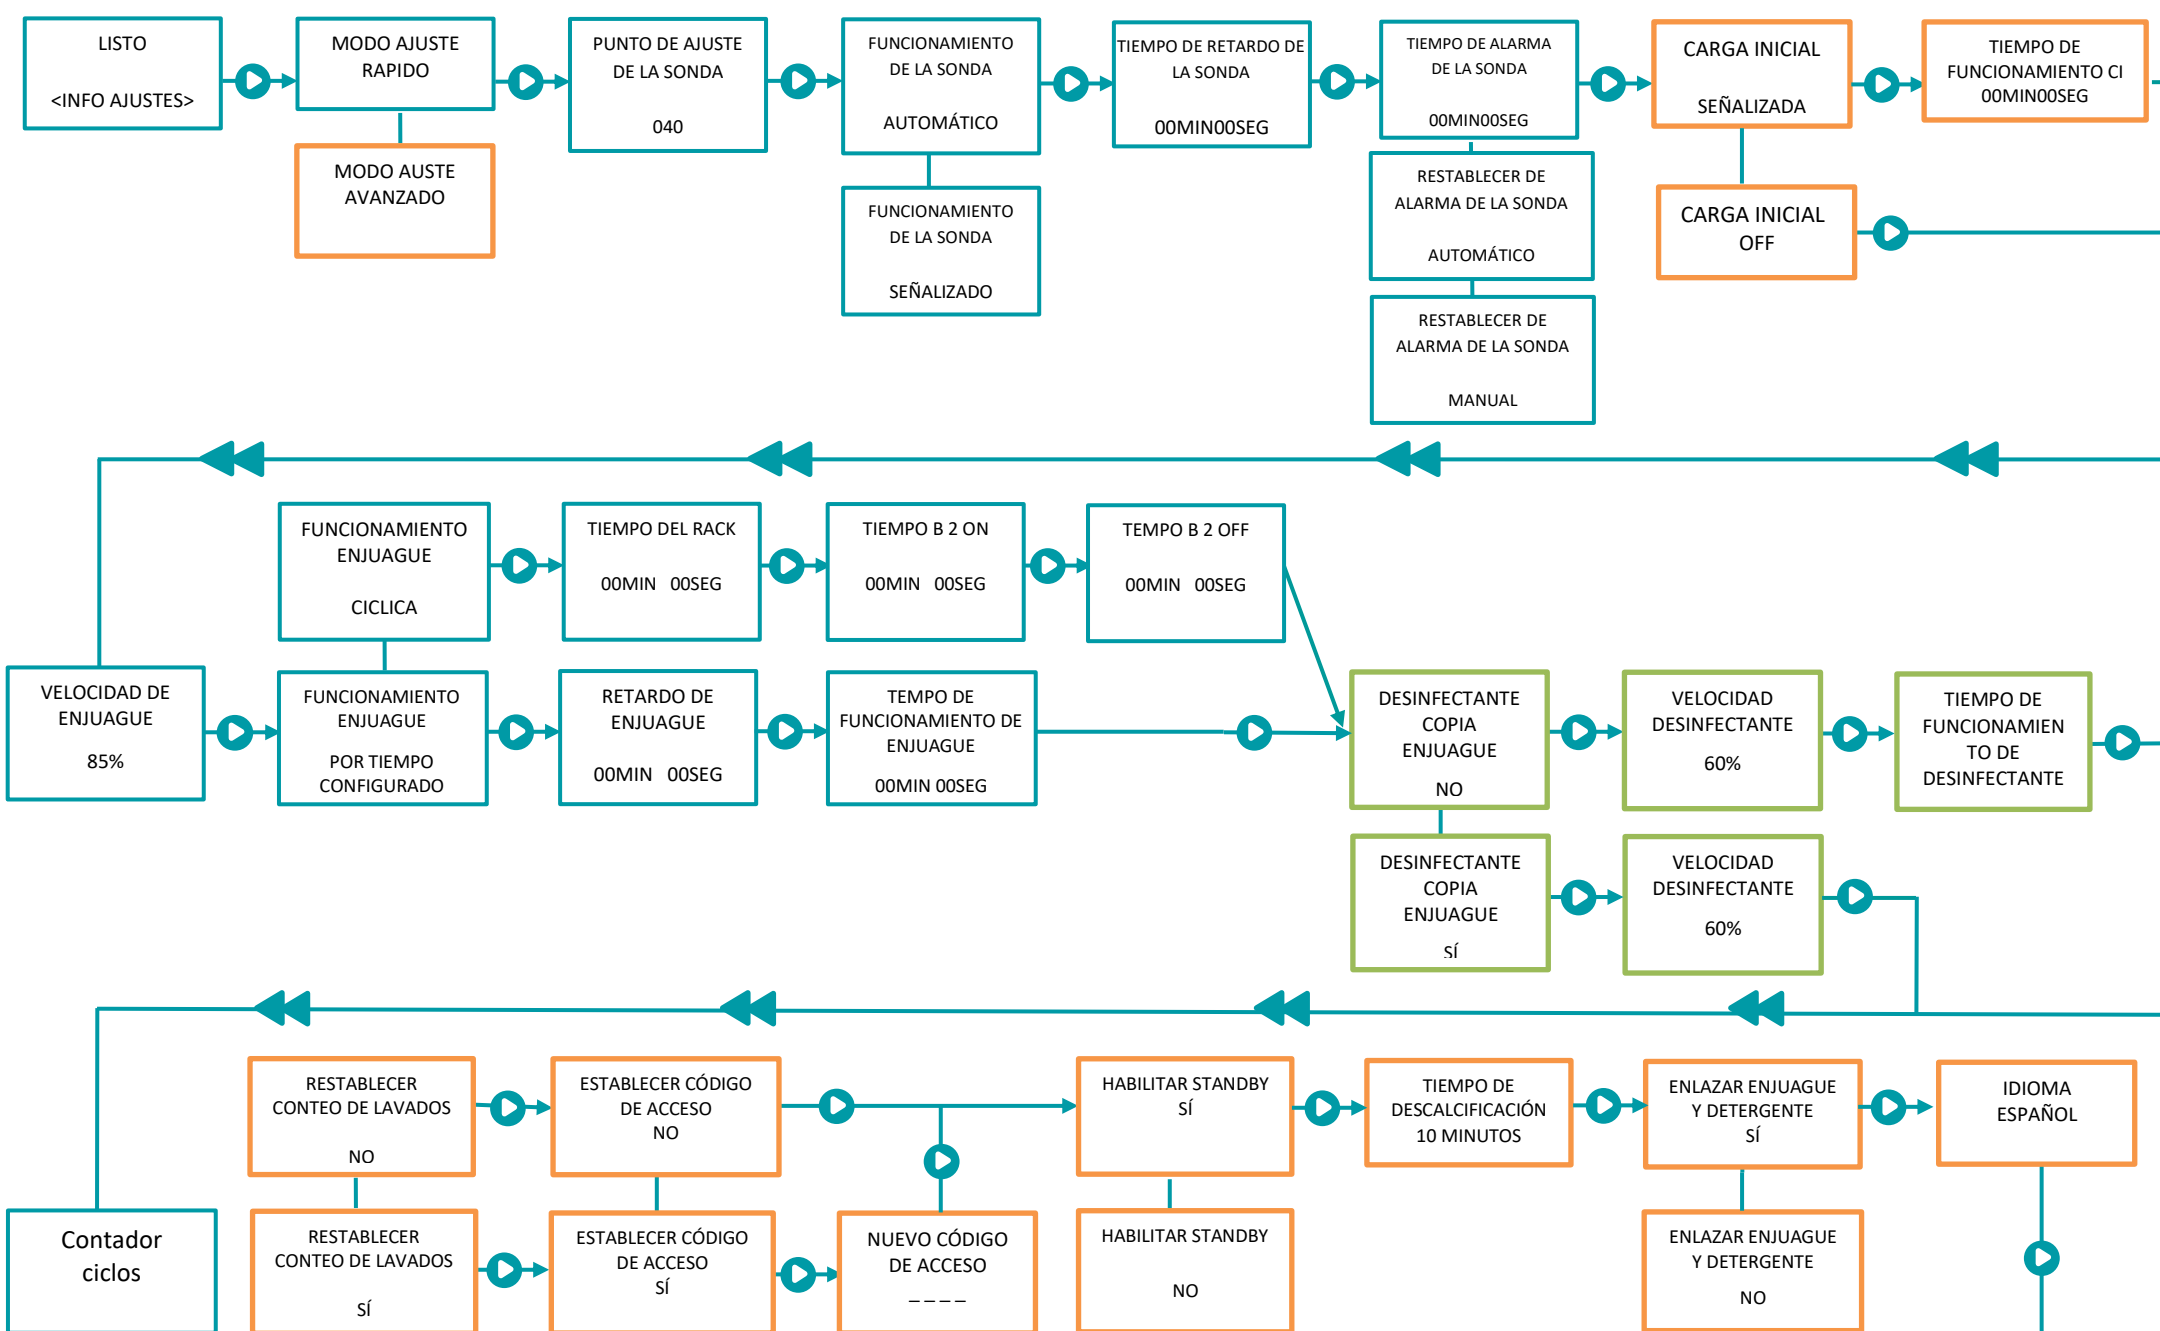 LISTO
<INFO AJUSTES>
MODO AJUSTE
RAPIDO
MODO AUSTE
AVANZADO
PUNTO DE AJUSTE
DE LA SONDA
040
FUNCIONAMIENTO
DE LA SONDA
AUTOMÁTICO
FUNCIONAMIENTO
DE LA SONDA
SEÑALIZADO
TIEMPO DE RETARDO DE
LA SONDA
00MIN00SEG
TIEMPO DE ALARMA
DE LA SONDA
00MIN00SEG
RESTABLECER DE
ALARMA DE LA SONDA
AUTOMÁTICO
RESTABLECER DE
ALARMA DE LA SONDA
MANUAL
CARGA INICIAL
SEÑALIZADA
CARGA INICIAL
OFF
TIEMPO DE
FUNCIONAMIENTO CI
00MIN00SEG
FUNCIONAMIENTO
ENJUAGUE
CICLICA
TIEMPO DEL RACK
00MIN 00SEG
TIEMPO B 2 ON
00MIN 00SEG
TEMPO B 2 OFF
00MIN 00SEG
VELOCIDAD DE
ENJUAGUE
85%
FUNCIONAMIENTO
ENJUAGUE
POR TIEMPO
CONFIGURADO
RETARDO DE
ENJUAGUE
00MIN 00SEG
TEMPO DE
FUNCIONAMIENTO DE
ENJUAGUE
00MIN 00SEG
DESINFECTANTE
COPIA
ENJUAGUE
NO
VELOCIDAD
DESINFECTANTE
60%
TIEMPO DE
FUNCIONAMIEN
TO DE
DESINFECTANTE
DESINFECTANTE
COPIA
ENJUAGUE
SÍ
VELOCIDAD
DESINFECTANTE
60%
RESTABLECER
CONTEO DE LAVADOS
NO
ESTABLECER CÓDIGO
DE ACCESO
NO
HABILITAR STANDBY
SÍ
TIEMPO DE
DESCALCIFICACIÓN
10 MINUTOS
ENLAZAR ENJUAGUE
Y DETERGENTE
SÍ
IDIOMA
ESPAÑOL
Contador
ciclos
RESTABLECER
CONTEO DE LAVADOS
SÍ
ESTABLECER CÓDIGO
DE ACCESO
SÍ
NUEVO CÓDIGO
DE ACCESO
_ _ _ _
HABILITAR STANDBY
NO
ENLAZAR ENJUAGUE
Y DETERGENTE
NO